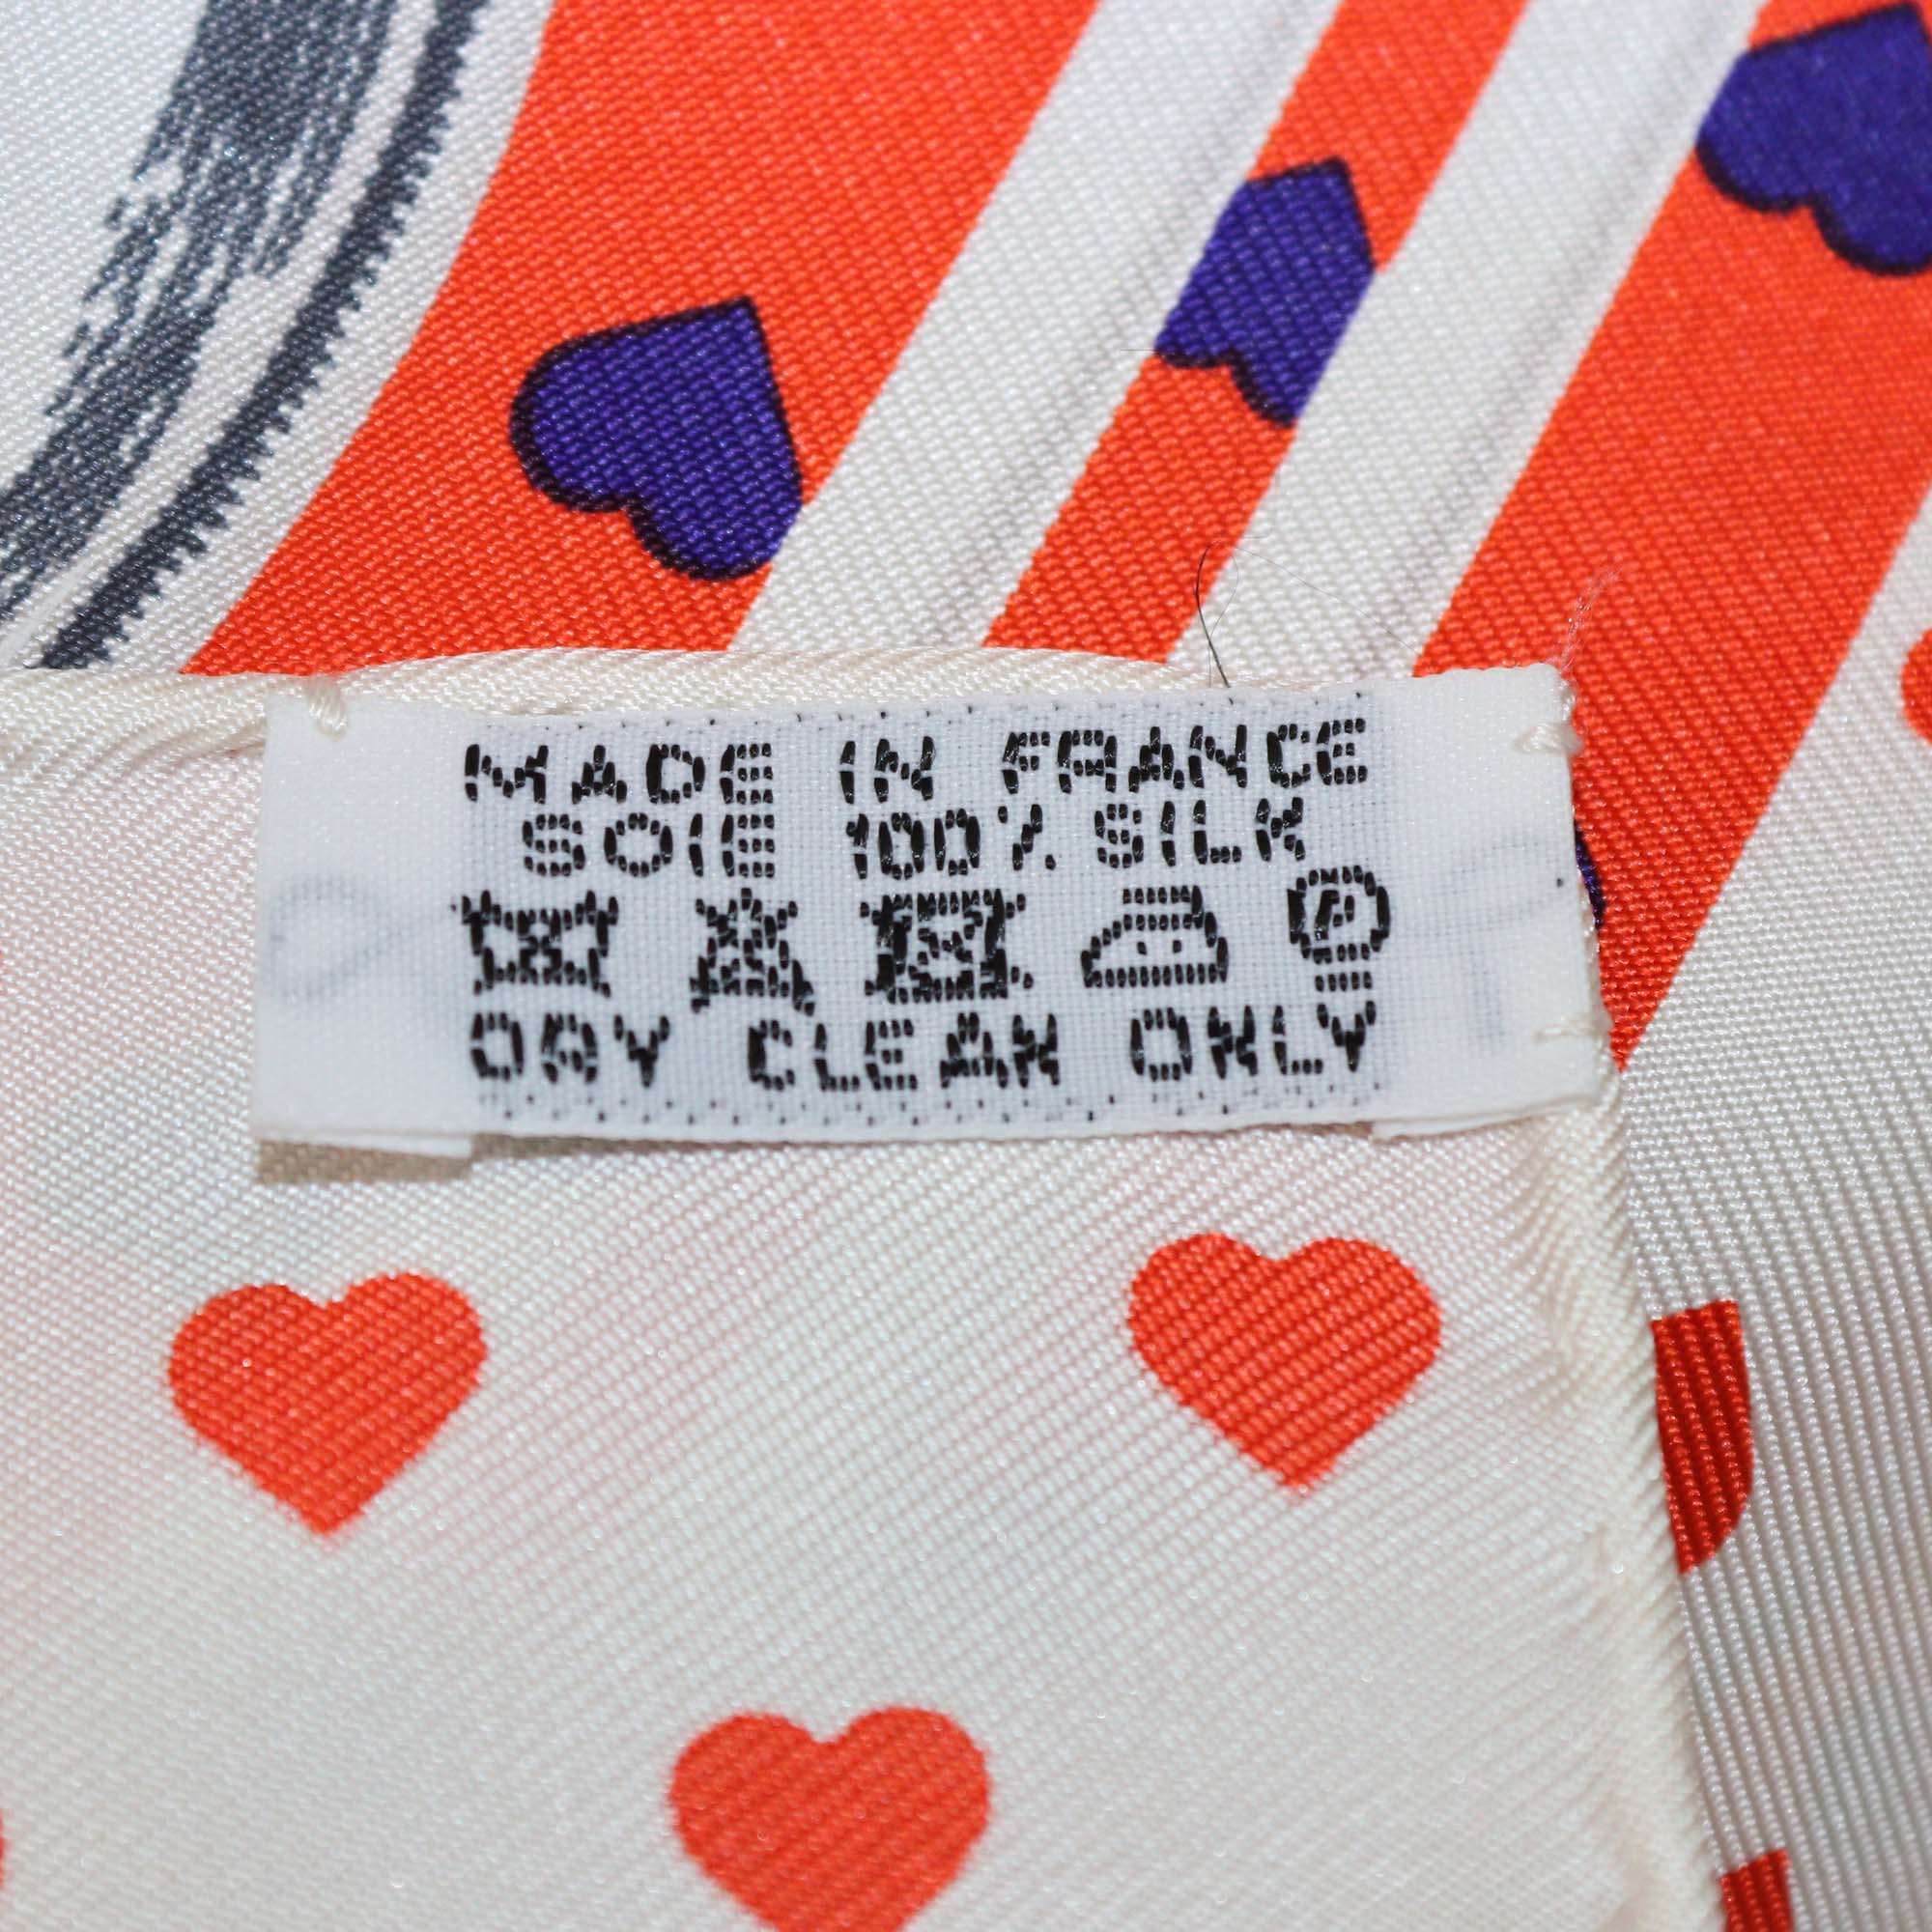 MADE IN FRANCE
SOIE 100% SILK
P
DRY CLEAN ONLY